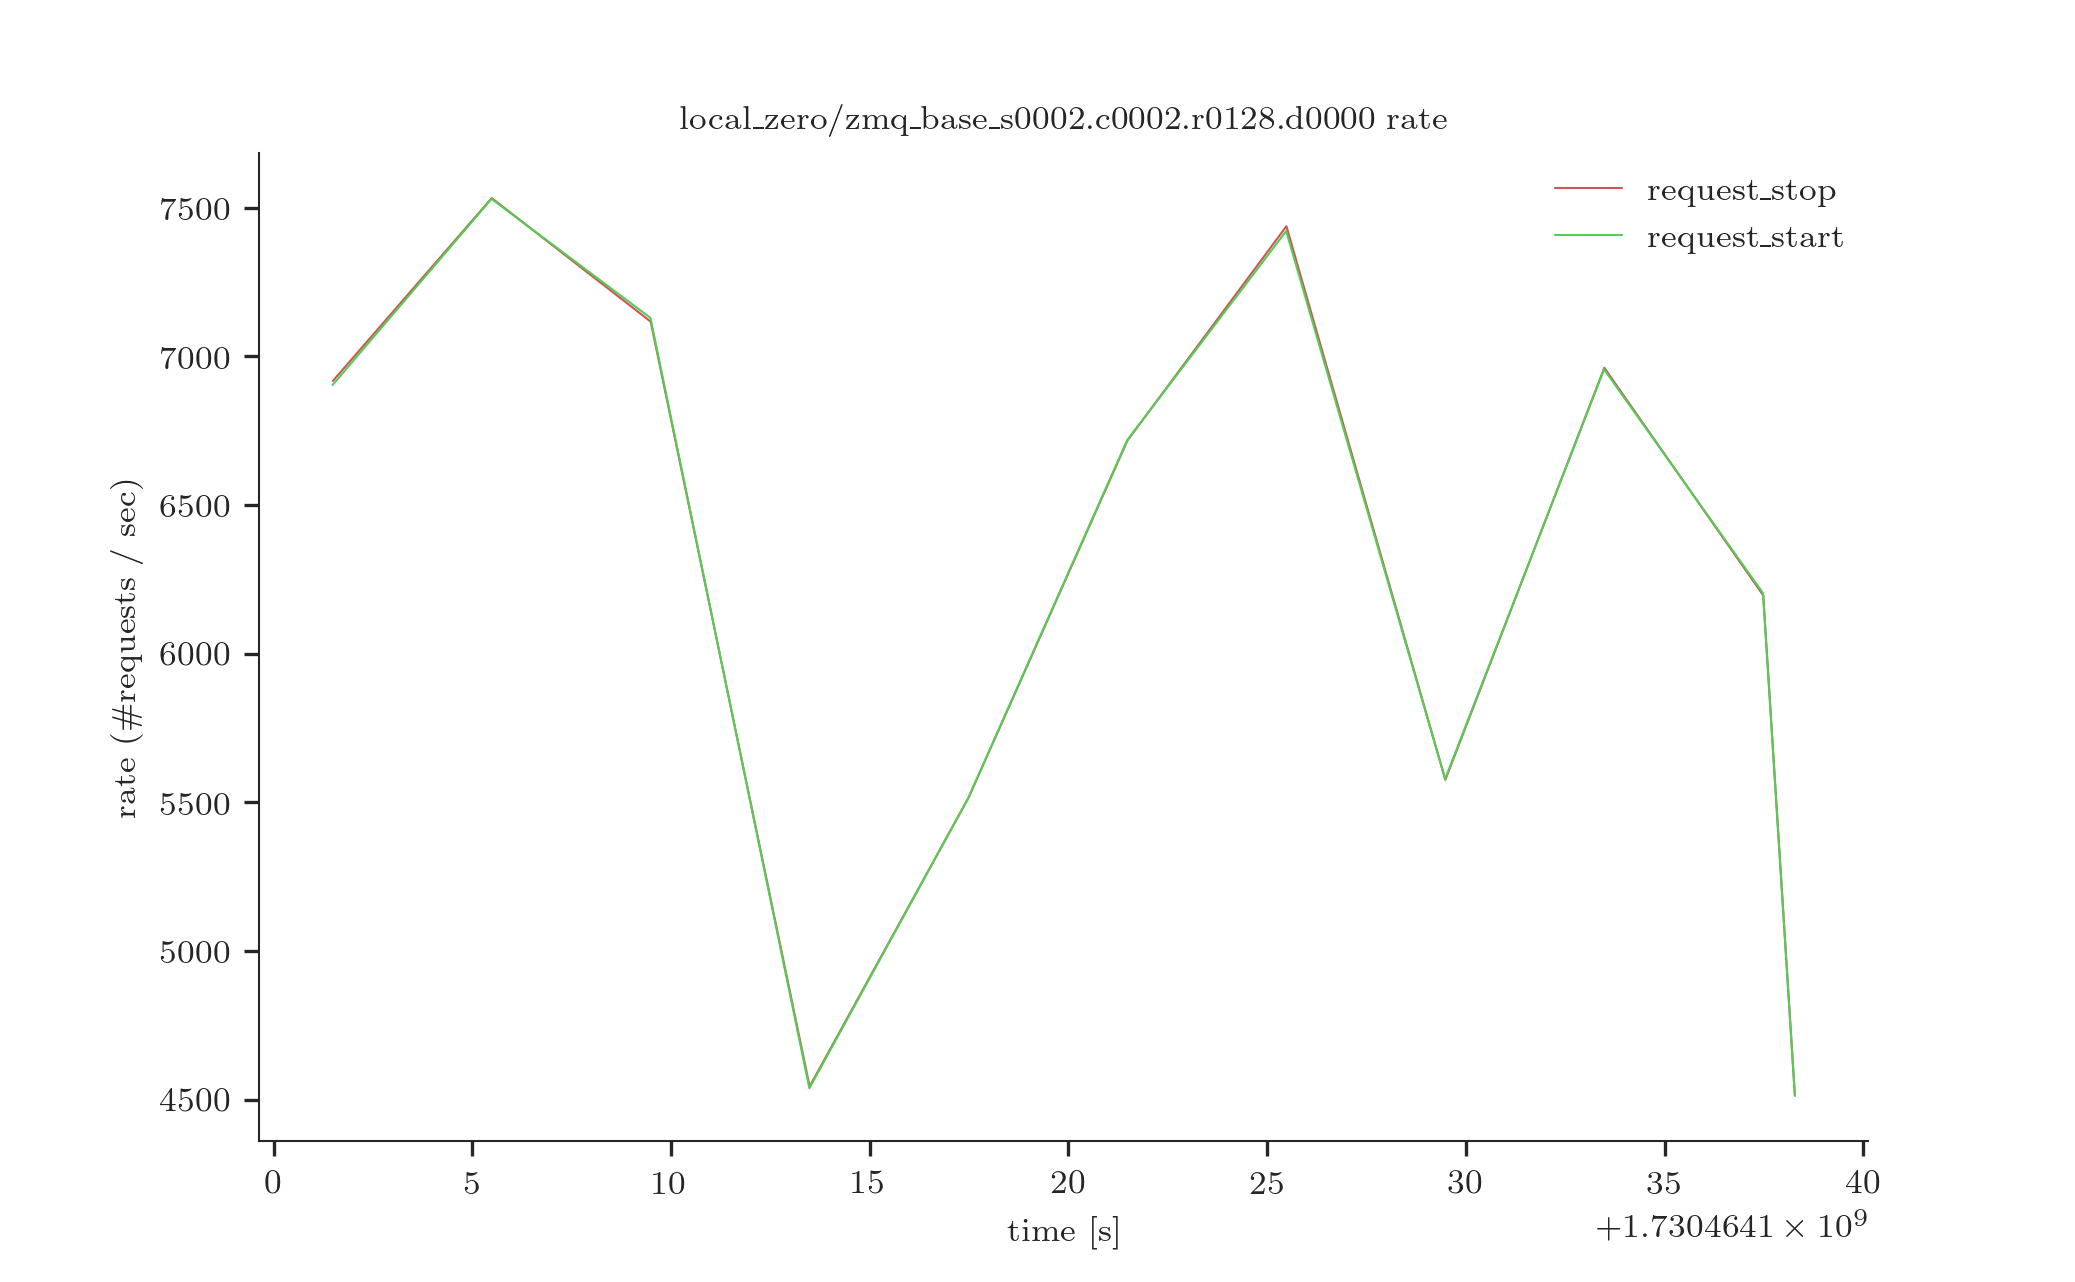 local_zero/zmq_base_s0002.c0002.r0128.d0000 rate
request_stop
request_start
rate (#requests / sec)
7500
7000
6500
6000
5500
5000
4500
0 5 10 15 20 25 30 35 40
time [s]
+1.7304641 × 10⁹